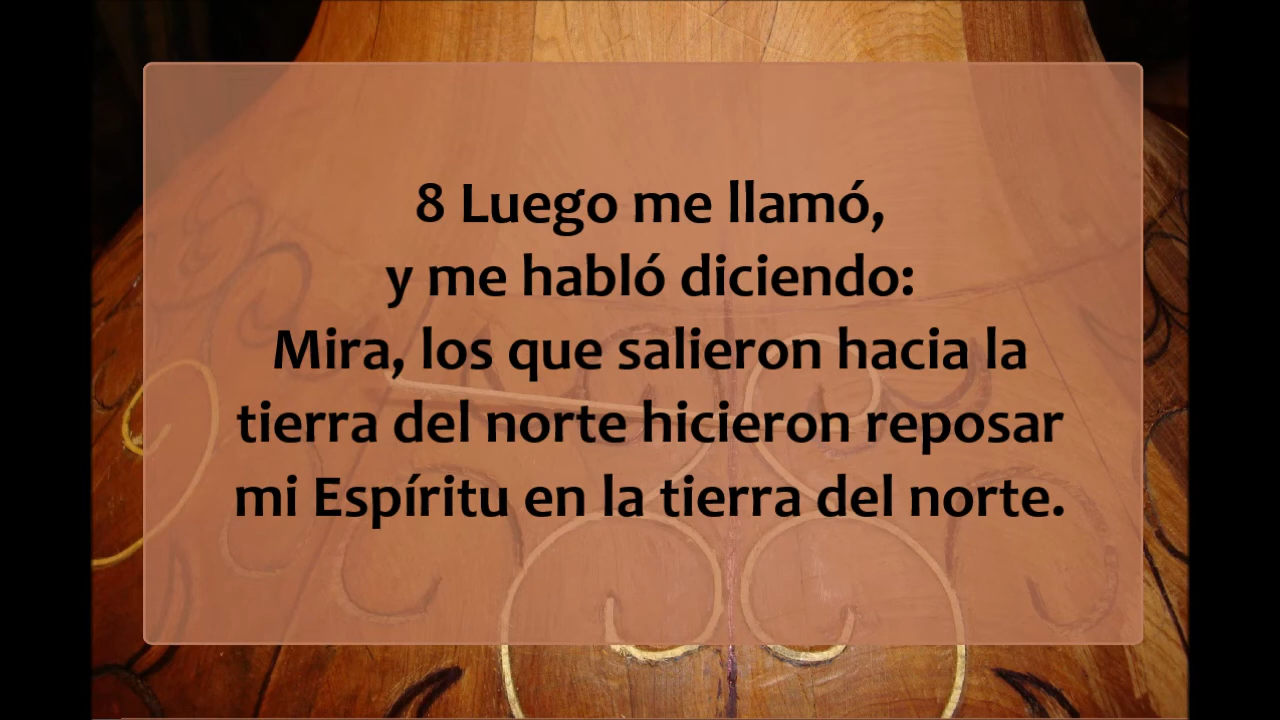 8 Luego me llamó,
y me habló diciendo:
Mira, los que salieron hacia la
tierra del norte hicieron reposar
mi Espíritu en la tierra del norte.